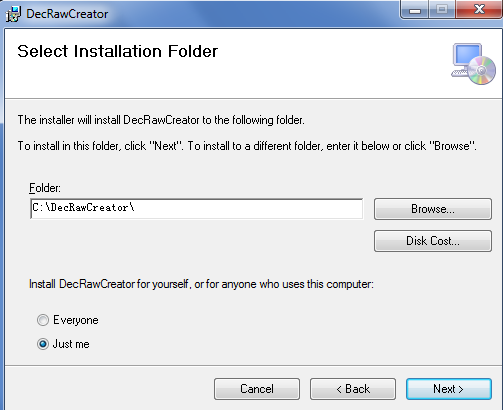 DecRawCreator
Select Installation Folder
The installer will install DecRawCreator to the following folder.
To install in this folder, click "Next". To install to a different folder, enter it below or click "Browse".
Folder:
C:\DecRawCreator\
Browse...
Disk Cost...
Install DecRawCreator for yourself, or for anyone who uses this computer:
Everyone
Just me
Cancel
< Back
Next >